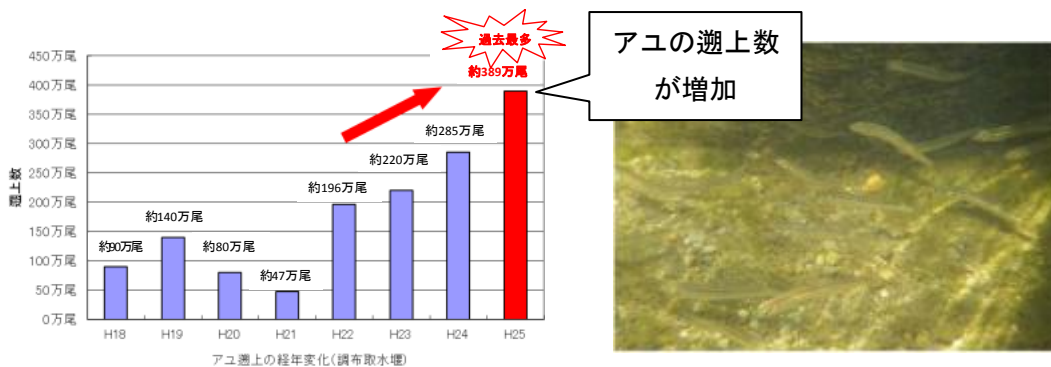 過去最多
約389万尾
アユの遡上数
が増加
450万尾
400万尾
350万尾
300万尾
250万尾
200万尾
150万尾
100万尾
50万尾
0万尾
遡上数
約90万尾
約140万尾
約80万尾
約47万尾
約196万尾
約220万尾
約285万尾
H18
H19
H20
H21
H22
H23
H24
H25
アユ遡上の経年変化(調布取水堰)